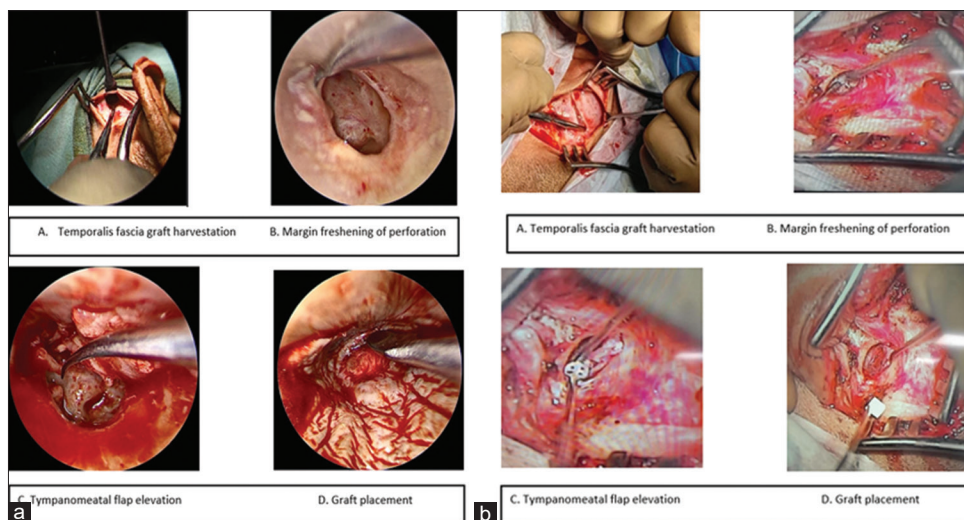 A. Temporalis fascia graft harvestation
B. Margin freshening of perforation
C. Tympanomeatal flap elevation
D. Graft placement
a
A. Temporalis fascia graft harvestation
B. Margin freshening of perforation
C. Tympanomeatal flap elevation
D. Graft placement
b